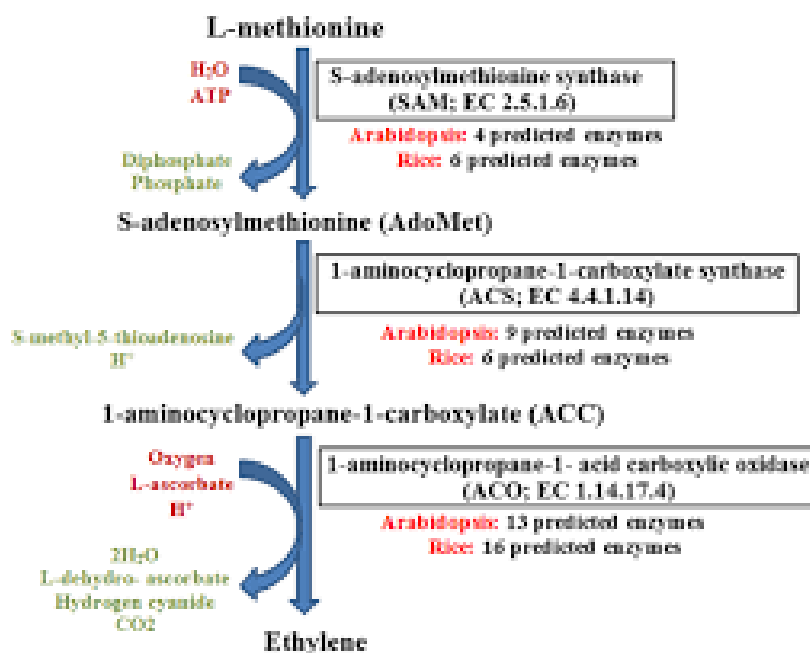 L-methionine
H₂O
ATP
S-adenosylmethionine synthase
(SAM; EC 2.5.1.6)
Arabidopsis: 4 predicted enzymes
Rice: 6 predicted enzymes
Diphosphate
Phosphate
S-adenosylmethionine (AdoMet)
1-aminocyclopropane-1-carboxylate synthase
(ACS; EC 4.4.1.14)
Arabidopsis: 9 predicted enzymes
Rice: 6 predicted enzymes
S-methyl-5-thioadenosine
H⁺
1-aminocyclopropane-1-carboxylate (ACC)
Oxygen
L-ascorbate
H⁺
1-aminocyclopropane-1- acid carboxylic oxidase
(ACO; EC 1.14.17.4)
Arabidopsis: 13 predicted enzymes
Rice: 16 predicted enzymes
2H₂O
L-dehydro- ascorbate
Hydrogen cyanide
CO2
Ethylene